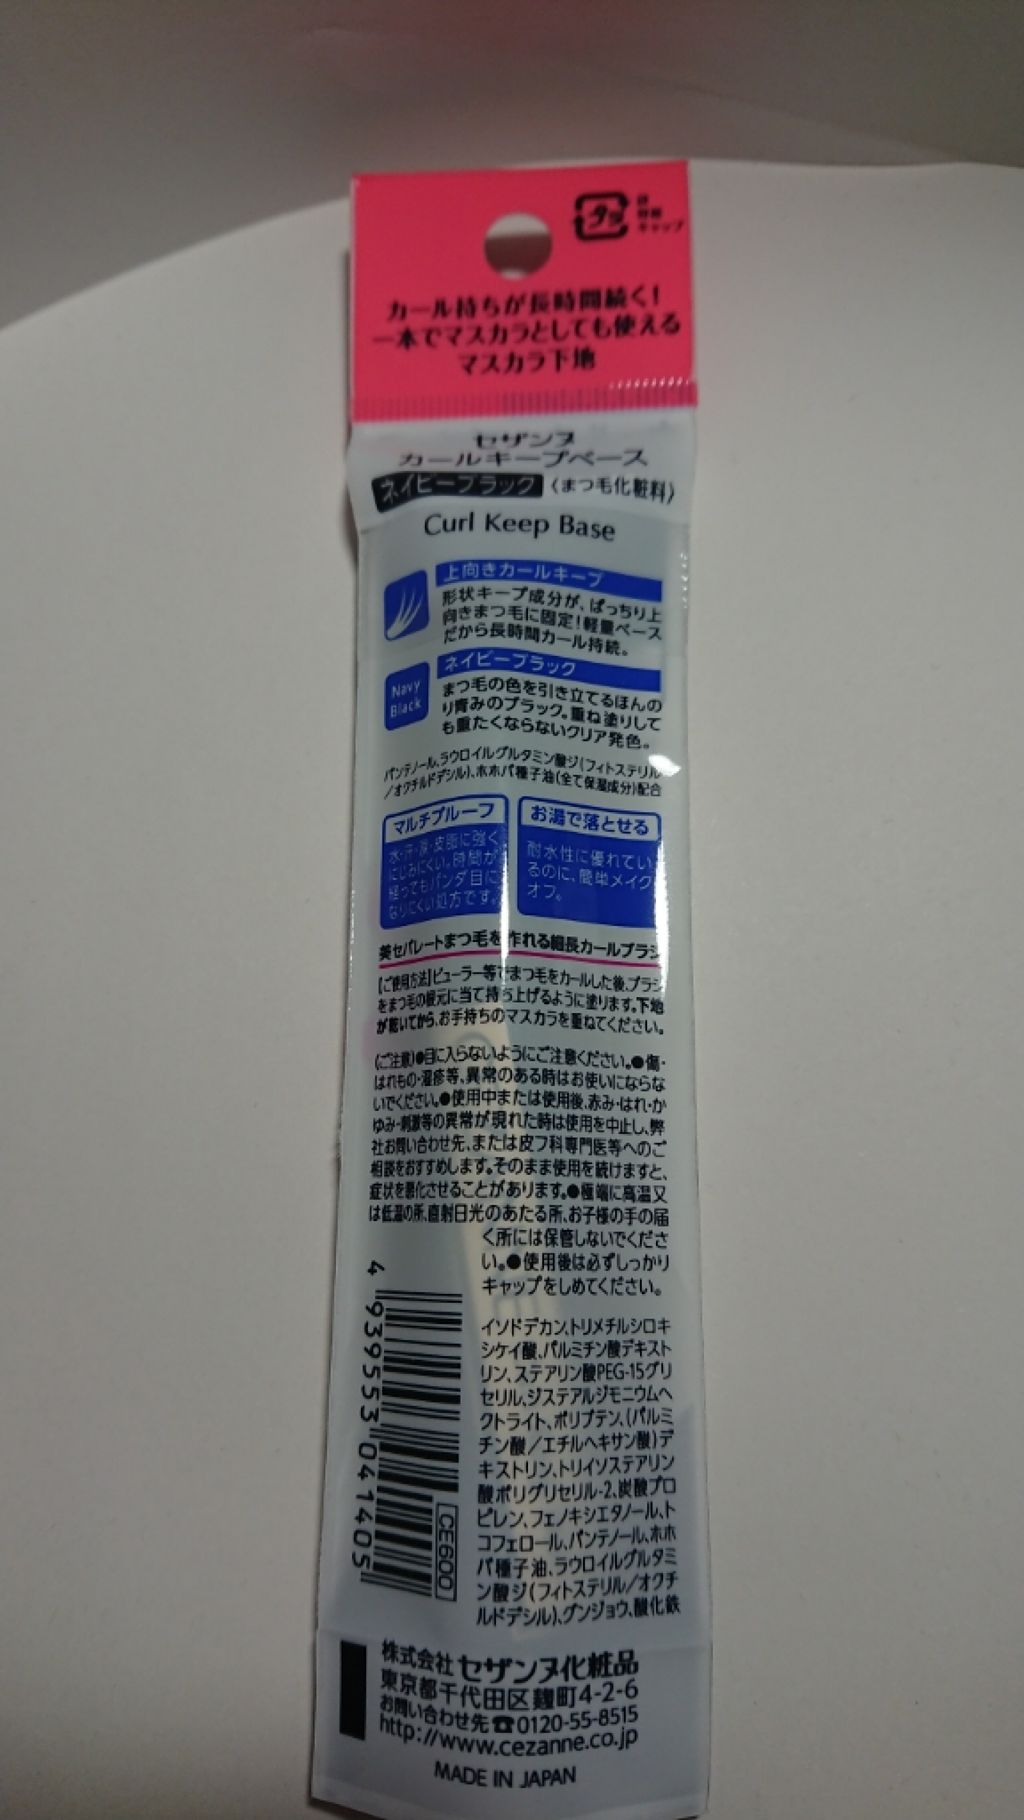 プラ
キャップ
カール持ちが長時間続く!
一本でマスカラとしても使える
マスカラ下地
セザンヌ
カールキープベース
ネイビーブラック 〈まつ毛化粧料〉
Curl Keep Base
上向きカールキープ
形状キープ成分が、ぱっちり上
向きまつ毛に固定!軽量ベース
だから長時間カール持続。
Navy
Black
ネイビーブラック
まつ毛の色を引き立てるほんの
り青みのブラック。重ね塗りして
も重たくならないクリア発色。
パンテノール、ラウロイルグルタミン酸ジ(フィトステリル
/オクチルドデシル)、ホホバ種子油(全て保湿成分)配合
マルチプルーフ
水・汗・涙・皮脂に強く
にじみにくい。時間が
経ってもパンダ目に
なりにくい処方です。
お湯で落とせる
耐水性に優れてい
るのに、簡単メイク
オフ。
美セパレートまつ毛を作れる細長カールブラシ
【ご使用方法】ビューラー等でまつ毛をカールした後、ブラシ
をまつ毛の根元に当て持ち上げるように塗ります。下地
が乾いてから、お手持ちのマスカラを重ねてください。
〈ご注意〉●目に入らないようにご注意ください。●傷・
はれもの・湿疹等、異常のある時はお使いにならな
いでください。●使用中または使用後、赤み・はれ・か
ゆみ・刺激等の異常が現れた時は使用を中止し、弊
社お問い合わせ先、または皮フ科専門医等へのご
相談をおすすめします。そのまま使用を続けますと、
症状を悪化させることがあります。●極端に高温又
は低温の所、直射日光のあたる所、お子様の手の届
く所には保管しないでくださ
い。●使用後は必ずしっかり
キャップをしめてください。
イソドデカン、トリメチルシロキ
シケイ酸、パルミチン酸デキスト
リン、ステアリン酸PEG-15グリ
セリル、ジステアルジモニウムヘ
クトライト、ポリブテン、(パルミ
チン酸/エチルヘキサン酸)デ
キストリン、トリイソステアリン
酸ポリグリセリル-2、炭酸プロ
ピレン、フェノキシエタノール、ト
コフェロール、パンテノール、ホホ
バ種子油、ラウロイルグルタミ
ン酸ジ(フィトステリル/オクチ
ルドデシル)、グンジョウ、酸化鉄
4 939553 041405
CE600
株式会社 セザンヌ化粧品
東京都千代田区麹町4-2-6
お問い合わせ先☎0120-55-8515
http://www.cezanne.co.jp
MADE IN JAPAN